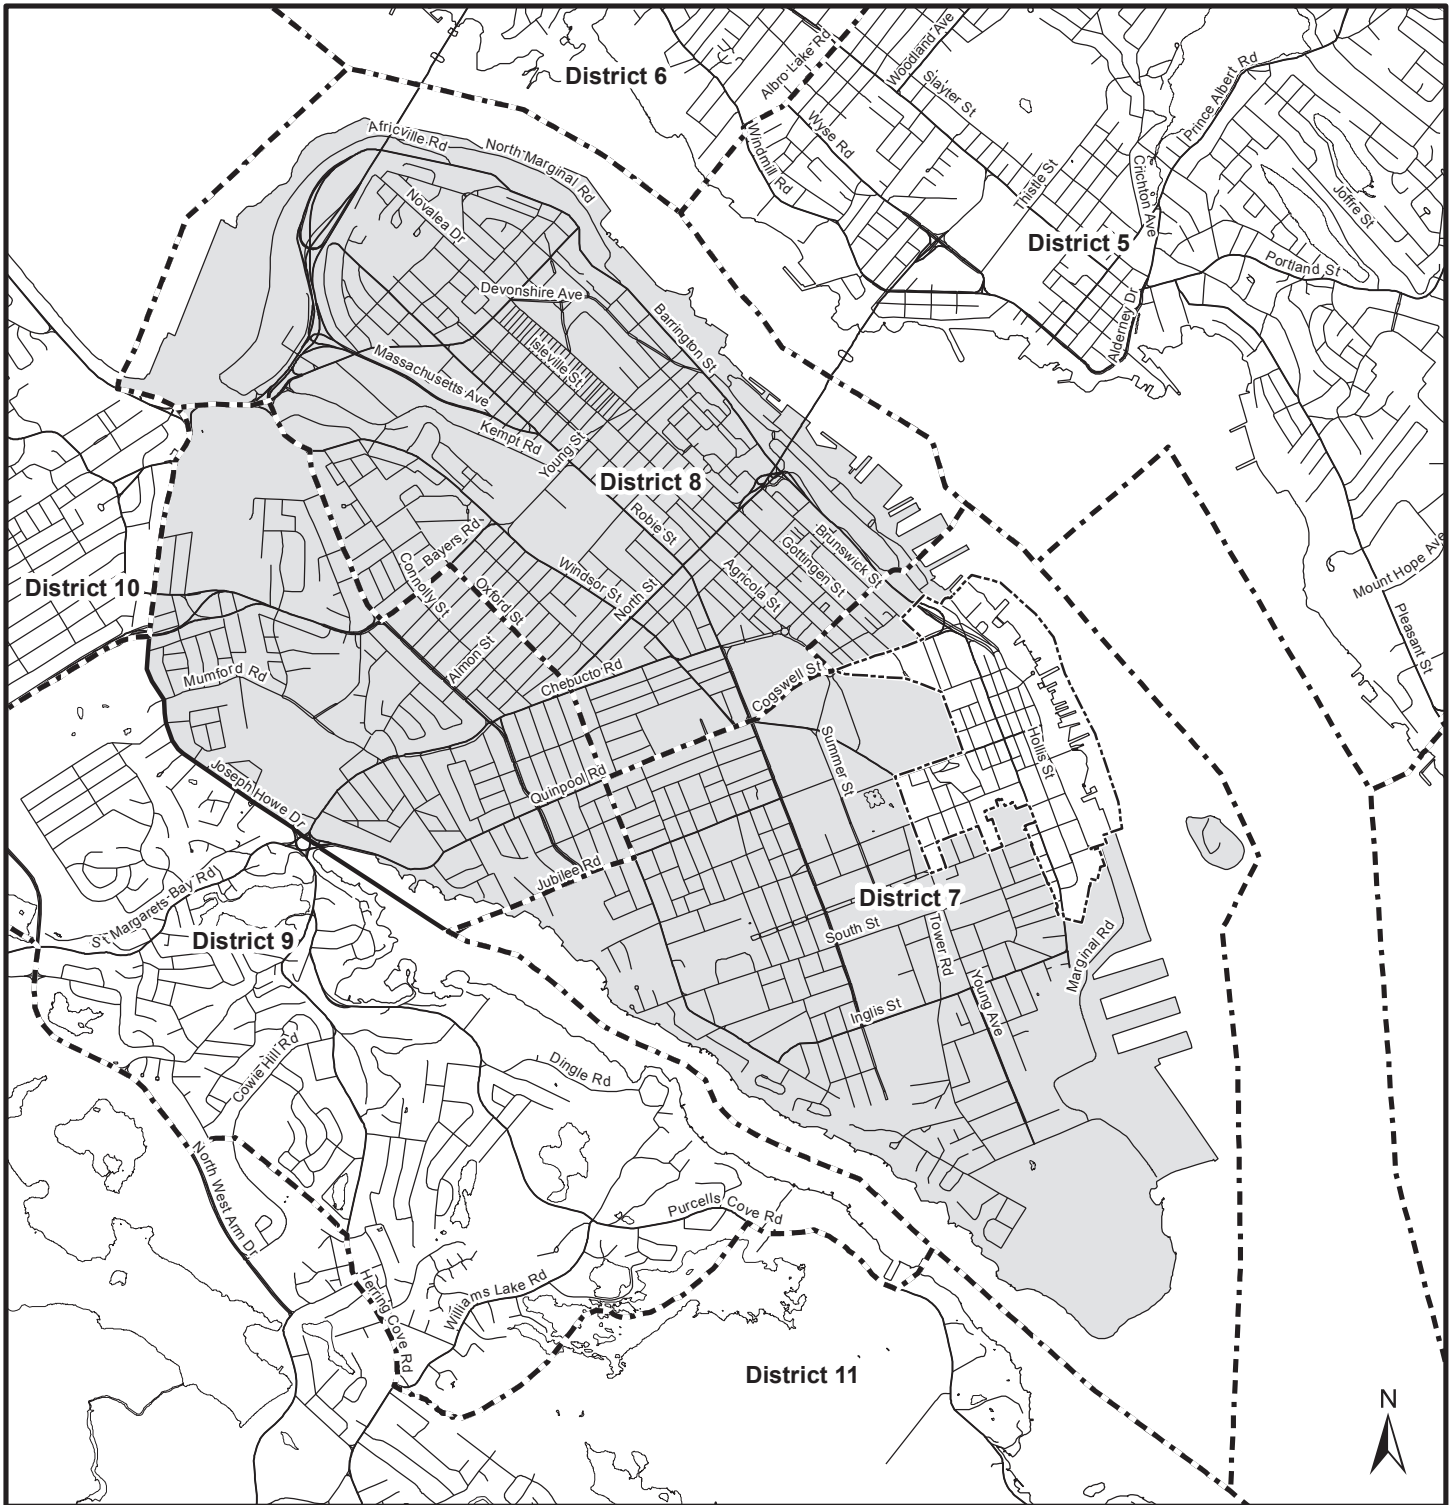 District 6
Albro Lake Rd
Woodland Ave
Slayter St
Prince Albert Rd
Africville Rd
North Marginal Rd
Windmill Rd
Wyse Rd
Thistle St
Crichton Ave
Joffre St
Novalea Dr
District 5
Portland St
Devonshire Ave
Barrington St
Alderney Dr
Isleville St
Massachusetts Ave
Kempt Rd
Young St
District 8
Robie St
Brunswick St
Gottingen St
Agricola St
Bayers Rd
Connolly St
Oxford St
Windsor St
North St
Mount Hope Ave
Pleasant St
District 10
Almon St
Mumford Rd
Chebucto Rd
Cogswell St
Summer St
Hollis St
Joseph Howe Dr
Quinpool Rd
Jubilee Rd
St Margarets Bay Rd
District 9
District 7
South St
Tower Rd
Marginal Rd
Young Ave
Inglis St
Cowie Hill Rd
Dingle Rd
North West Arm Dr
Purcells Cove Rd
Herring Cove Rd
Williams Lake Rd
District 11
N